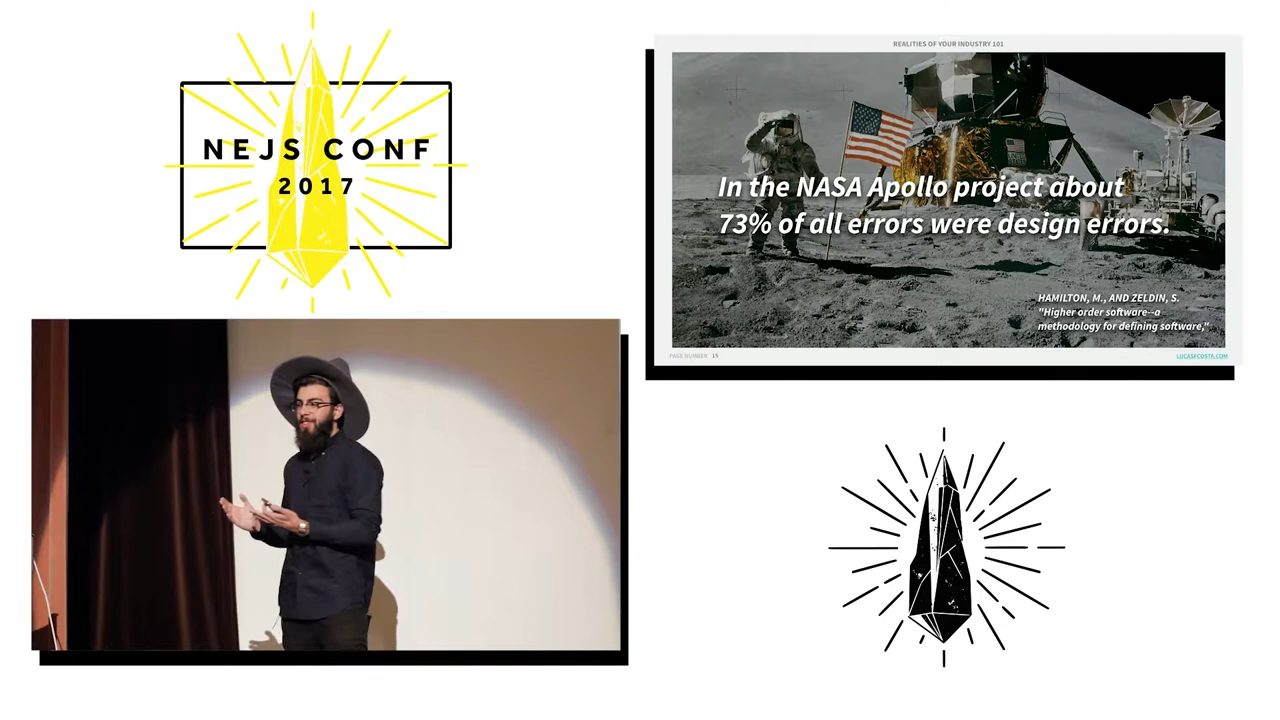 NEJS CONF
2017
REALITIES OF YOUR INDUSTRY 101
In the NASA Apollo project about
73% of all errors were design errors.
HAMILTON, M., AND ZELDIN, S.
"Higher order software--a
methodology for defining software,"
PAGE NUMBER 15
LUCASFCOSTA.COM